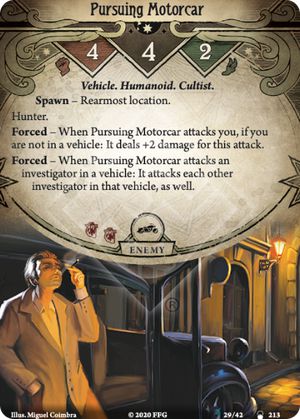 Pursuing Motorcar
4 4 2
Vehicle. Humanoid. Cultist.
Spawn – Rearmost location.
Hunter.
Forced – When Pursuing Motorcar attacks you, if you
are not in a vehicle: It deals +2 damage for this attack.
Forced – When Pursuing Motorcar attacks an
investigator in a vehicle: It attacks each other
investigator in that vehicle, as well.
ENEMY
®
Illus. Miguel Coimbra
© 2020 FFG
29/42
213